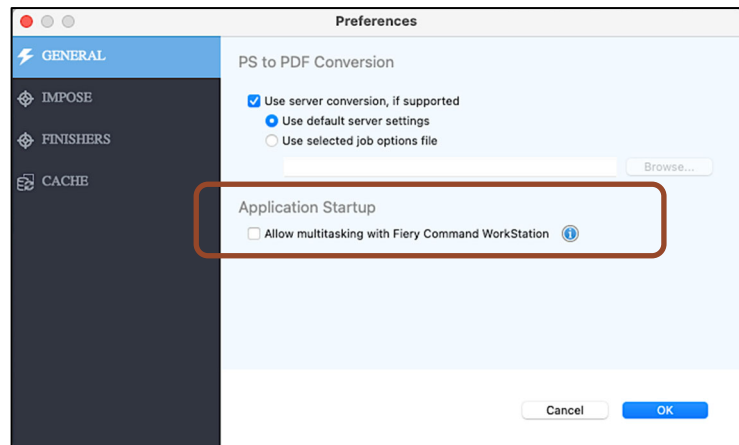 Preferences
GENERAL
IMPOSE
FINISHERS
CACHE
PS to PDF Conversion
Use server conversion, if supported
Use default server settings
Use selected job options file
Browse...
Application Startup
Allow multitasking with Fiery Command WorkStation
Cancel
OK